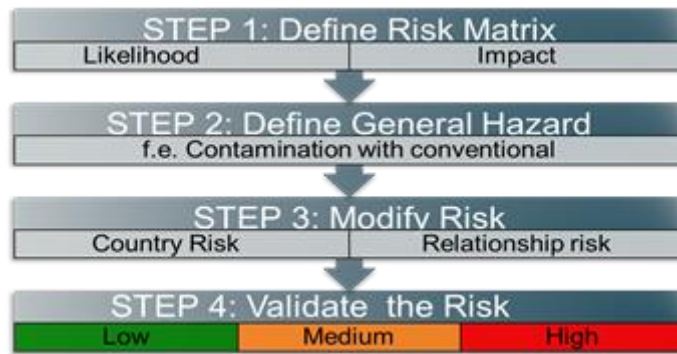 STEP 1: Define Risk Matrix
Likelihood Impact
STEP 2: Define General Hazard
f.e. Contamination with conventional
STEP 3: Modify Risk
Country Risk Relationship risk
STEP 4: Validate the Risk
Low Medium High